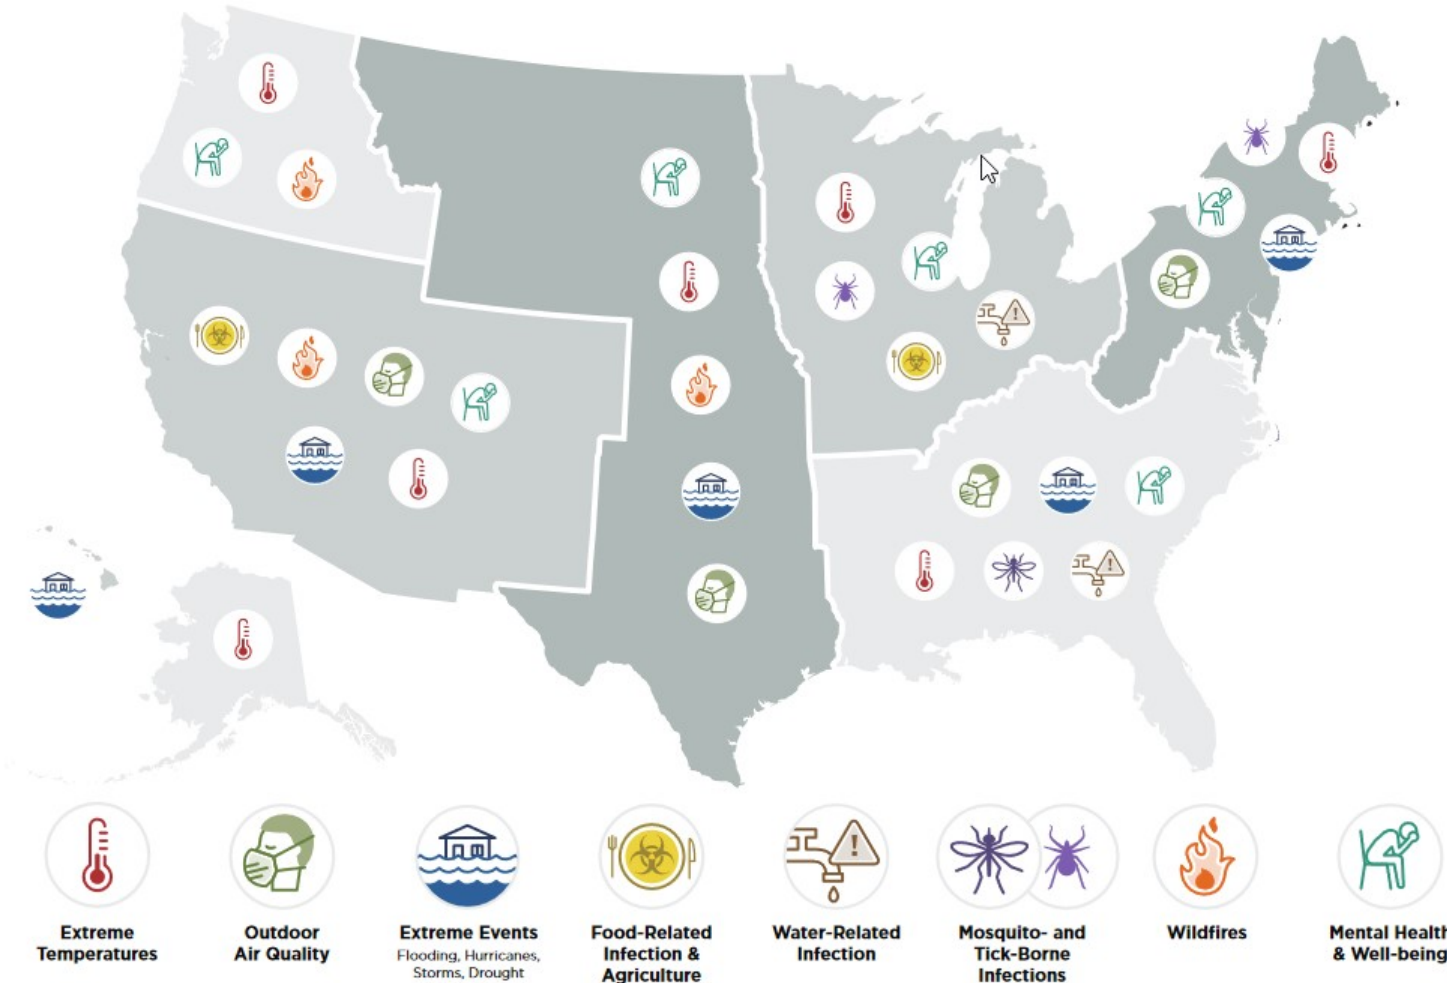 Extreme
Temperatures
Outdoor
Air Quality
Extreme Events
Flooding, Hurricanes,
Storms, Drought
Food-Related
Infection &
Agriculture
Water-Related
Infection
Mosquito- and
Tick-Borne
Infections
Wildfires
Mental Health
& Well-being